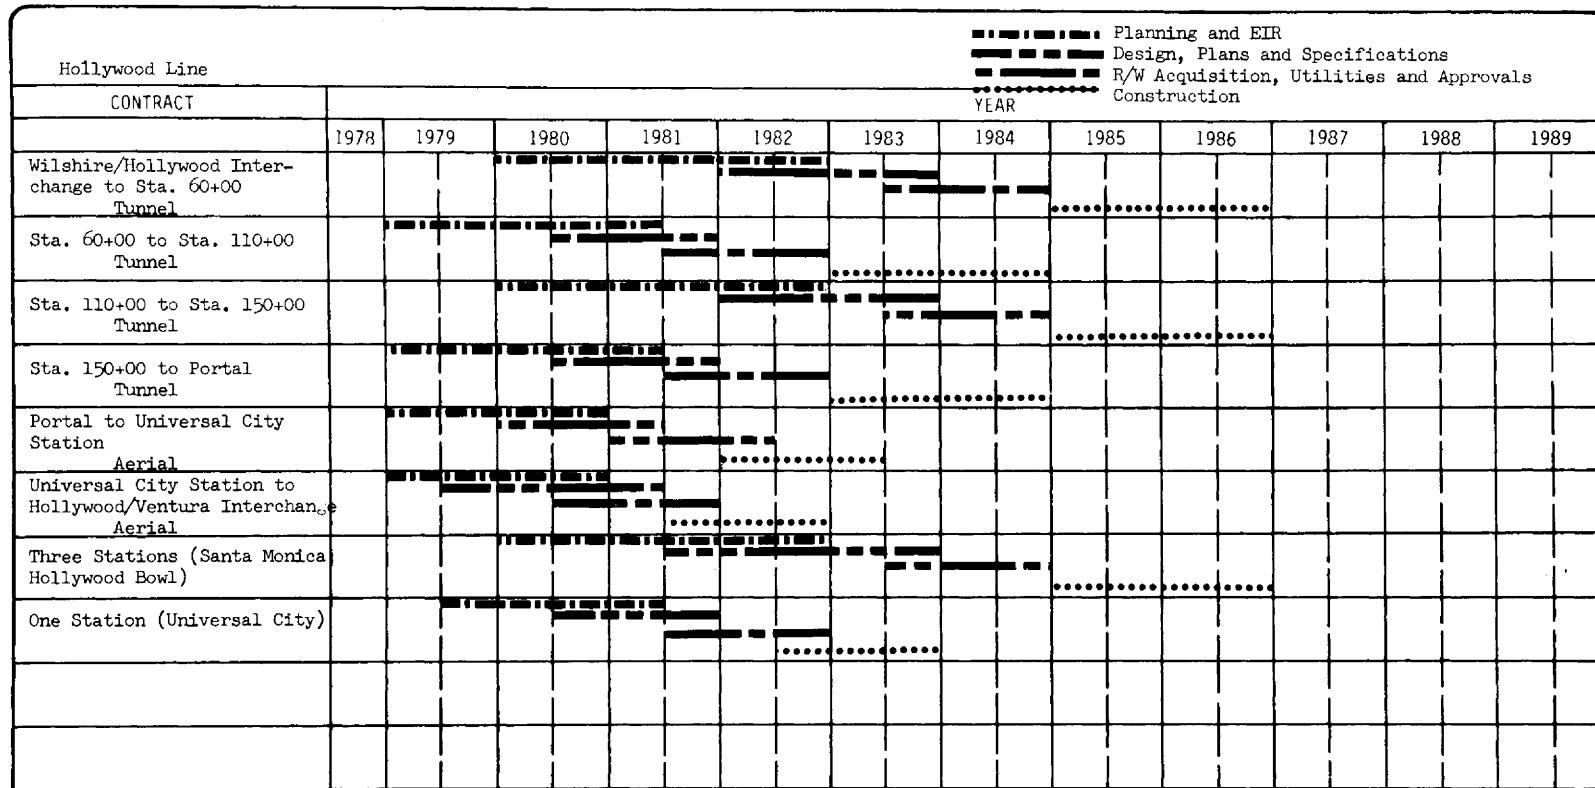 Planning and EIR
Design, Plans and Specifications
Hollywood Line
R/W Acquisition, Utilities and Approvals
Construction
CONTRACT
YEAR
1978 1979 1980 1981 1982 1983 1984 1985 1986 1987 1988 1989
Wilshire/Hollywood Inter-
change to Sta. 60+00
Tunnel
Sta. 60+00 to Sta. 110+00
Tunnel
Sta. 110+00 to Sta. 150+00
Tunnel
Sta. 150+00 to Portal
Tunnel
Portal to Universal City
Station
Aerial
Universal City Station to
Hollywood/Ventura Interchange
Aerial
Three Stations (Santa Monica
Hollywood Bowl)
One Station (Universal City)